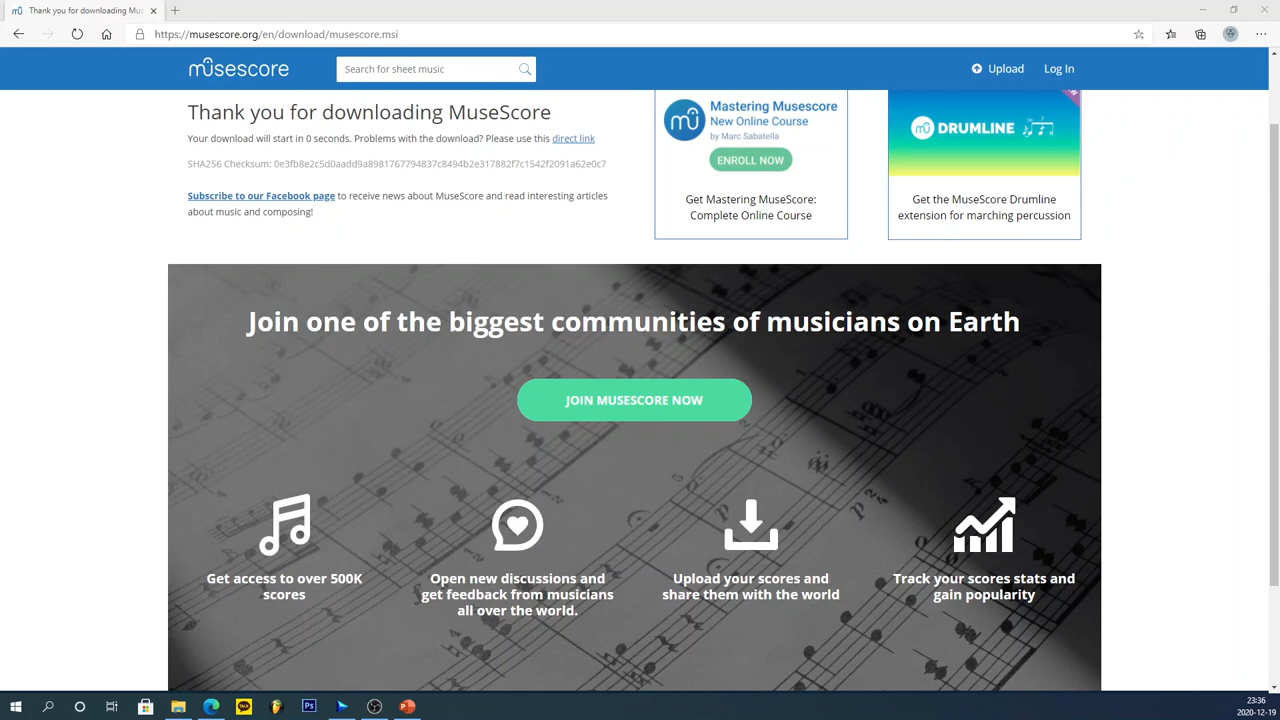 Thank you for downloading Mus
https://musescore.org/en/download/musescore.msi
musescore
Search for sheet music
Upload
Log In
Thank you for downloading MuseScore
Your download will start in 0 seconds. Problems with the download? Please use this direct link
SHA256 Checksum: 0e3fb8e2c5d0aadd9a8981767794837c8494b2e317882f7c1542f2091a62e0c7
Subscribe to our Facebook page to receive news about MuseScore and read interesting articles
about music and composing!
Mastering Musescore
New Online Course
by Marc Sabatella
ENROLL NOW
Get Mastering MuseScore:
Complete Online Course
DRUMLINE
Get the MuseScore Drumline
extension for marching percussion
Join one of the biggest communities of musicians on Earth
JOIN MUSESCORE NOW
Get access to over 500K
scores
Open new discussions and
get feedback from musicians
all over the world.
Upload your scores and
share them with the world
Track your scores stats and
gain popularity
TALK
Ps
23:36
2020-12-19